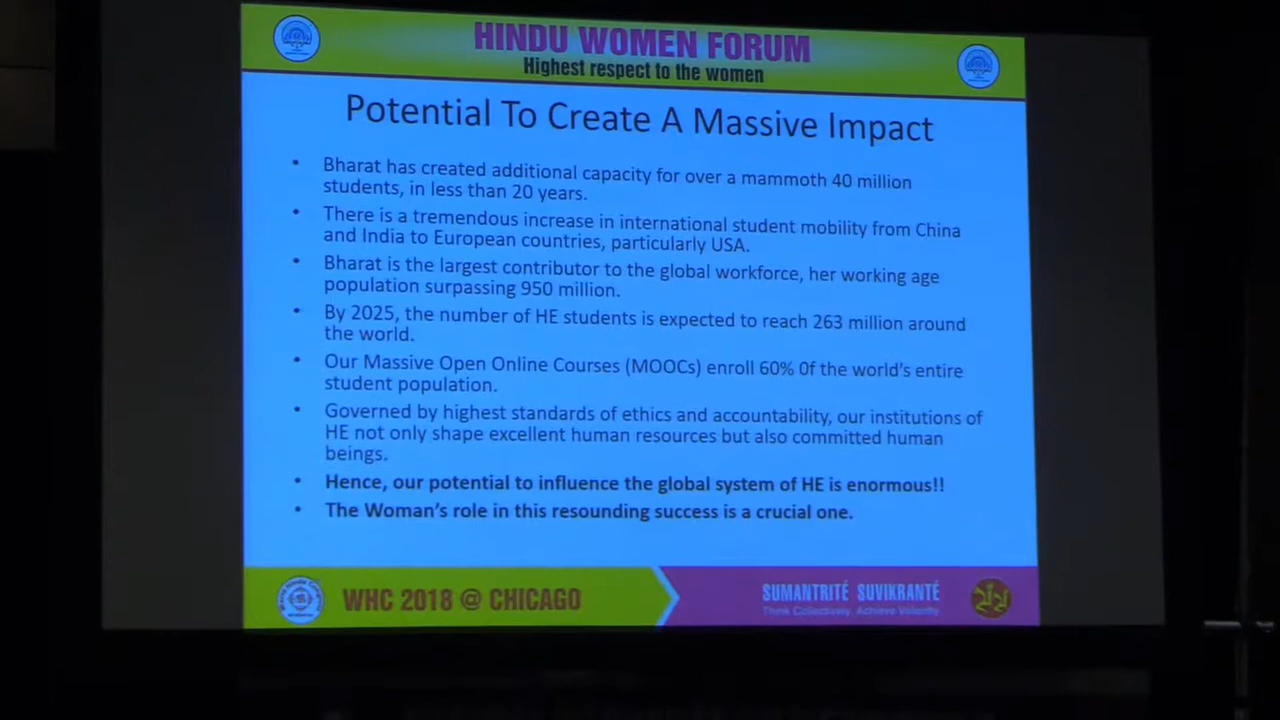 HINDU WOMEN FORUM
Highest respect to the women
Potential To Create A Massive Impact
• Bharat has created additional capacity for over a mammoth 40 million
students, in less than 20 years.
• There is a tremendous increase in international student mobility from China
and India to European countries, particularly USA.
• Bharat is the largest contributor to the global workforce, her working age
population surpassing 950 million.
• By 2025, the number of HE students is expected to reach 263 million around
the world.
• Our Massive Open Online Courses (MOOCs) enroll 60% 0f the world's entire
student population.
• Governed by highest standards of ethics and accountability, our institutions of
HE not only shape excellent human resources but also committed human
beings.
• Hence, our potential to influence the global system of HE is enormous!!
• The Woman's role in this resounding success is a crucial one.
WHC 2018 @ CHICAGO
SUMANTRITÉ SUVIKRANTÉ
Think Collectively, Achieve Valiantly